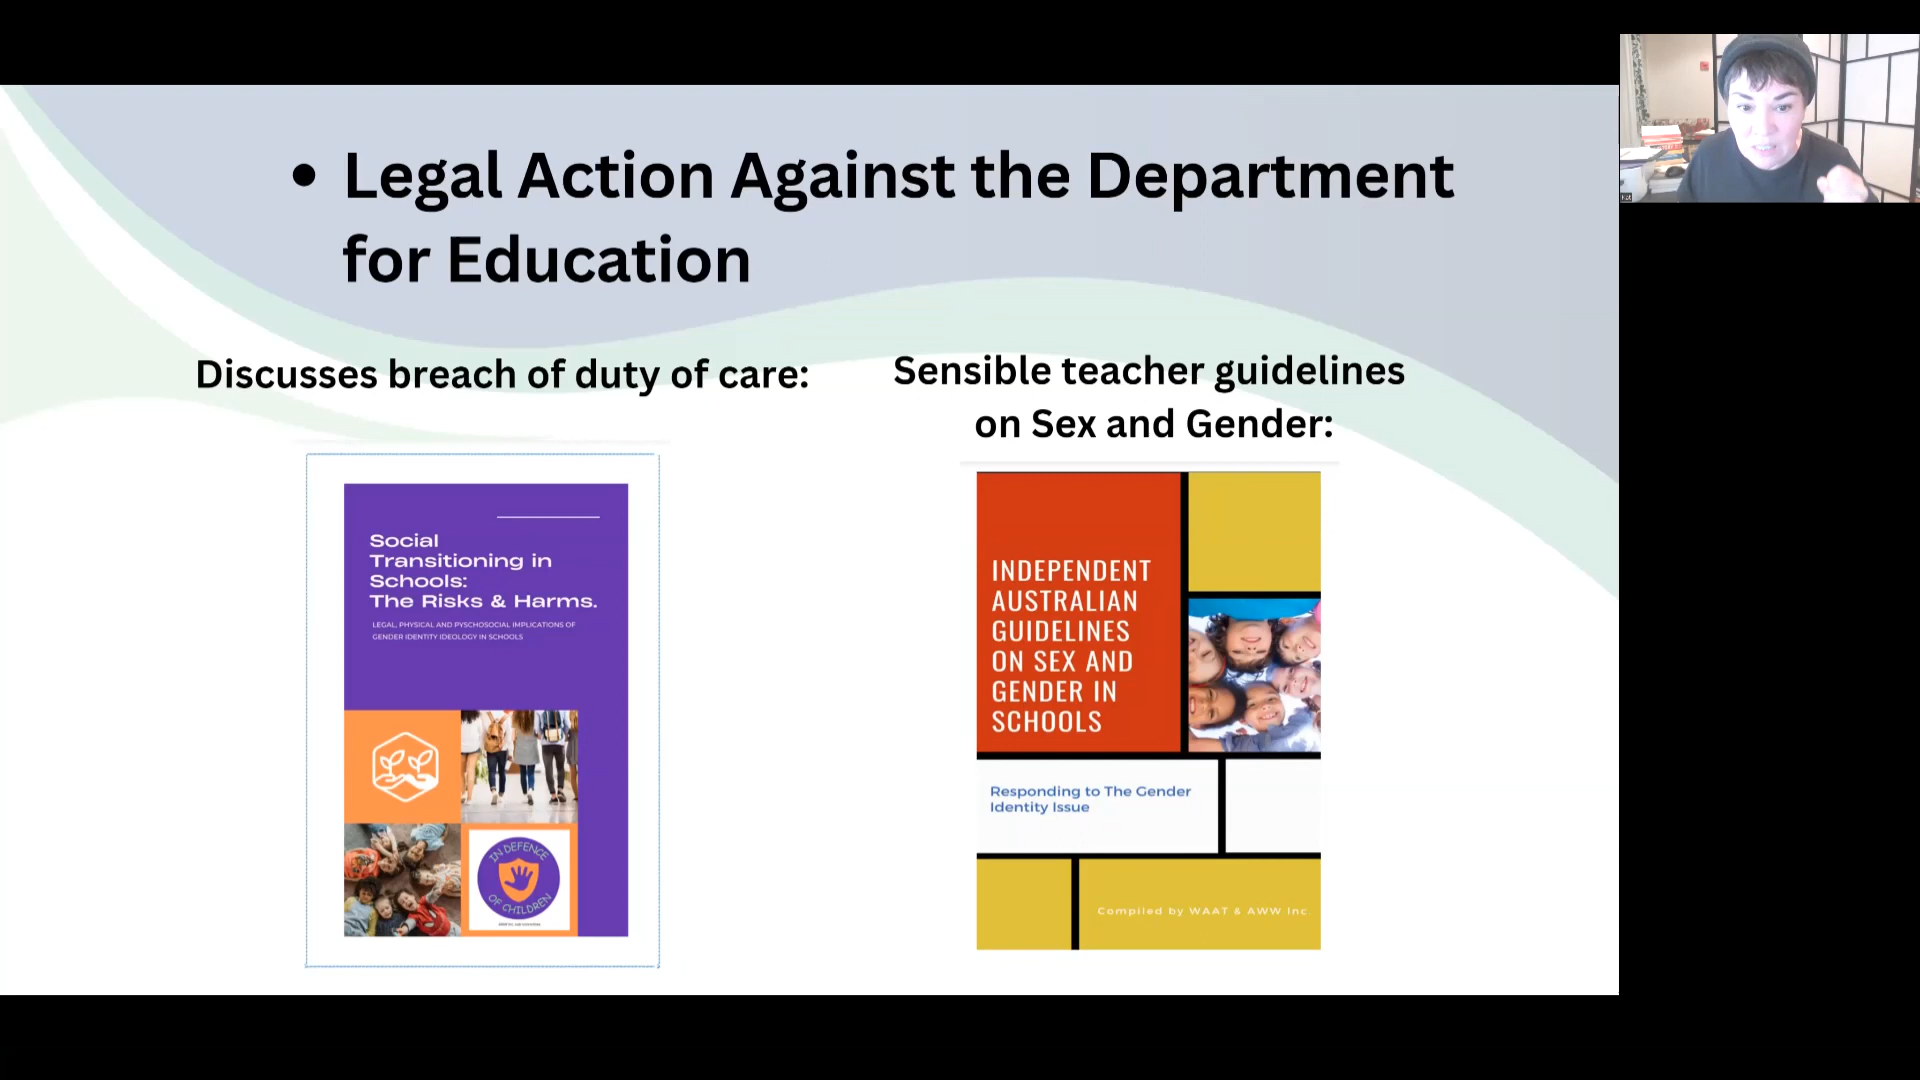 • Legal Action Against the Department
for Education
Discusses breach of duty of care:
Sensible teacher guidelines
on Sex and Gender:
Social
Transitioning in
Schools:
The Risks & Harms.
LEGAL, PHYSICAL AND PYSCHOSOCIAL IMPLICATIONS OF
GENDER IDENTITY IDEOLOGY IN SCHOOLS
IN DEFENCE
OF CHILDREN
INDEPENDENT
AUSTRALIAN
GUIDELINES
ON SEX AND
GENDER IN
SCHOOLS
Responding to The Gender
Identity Issue
Compiled by WAAT & AWW Inc.